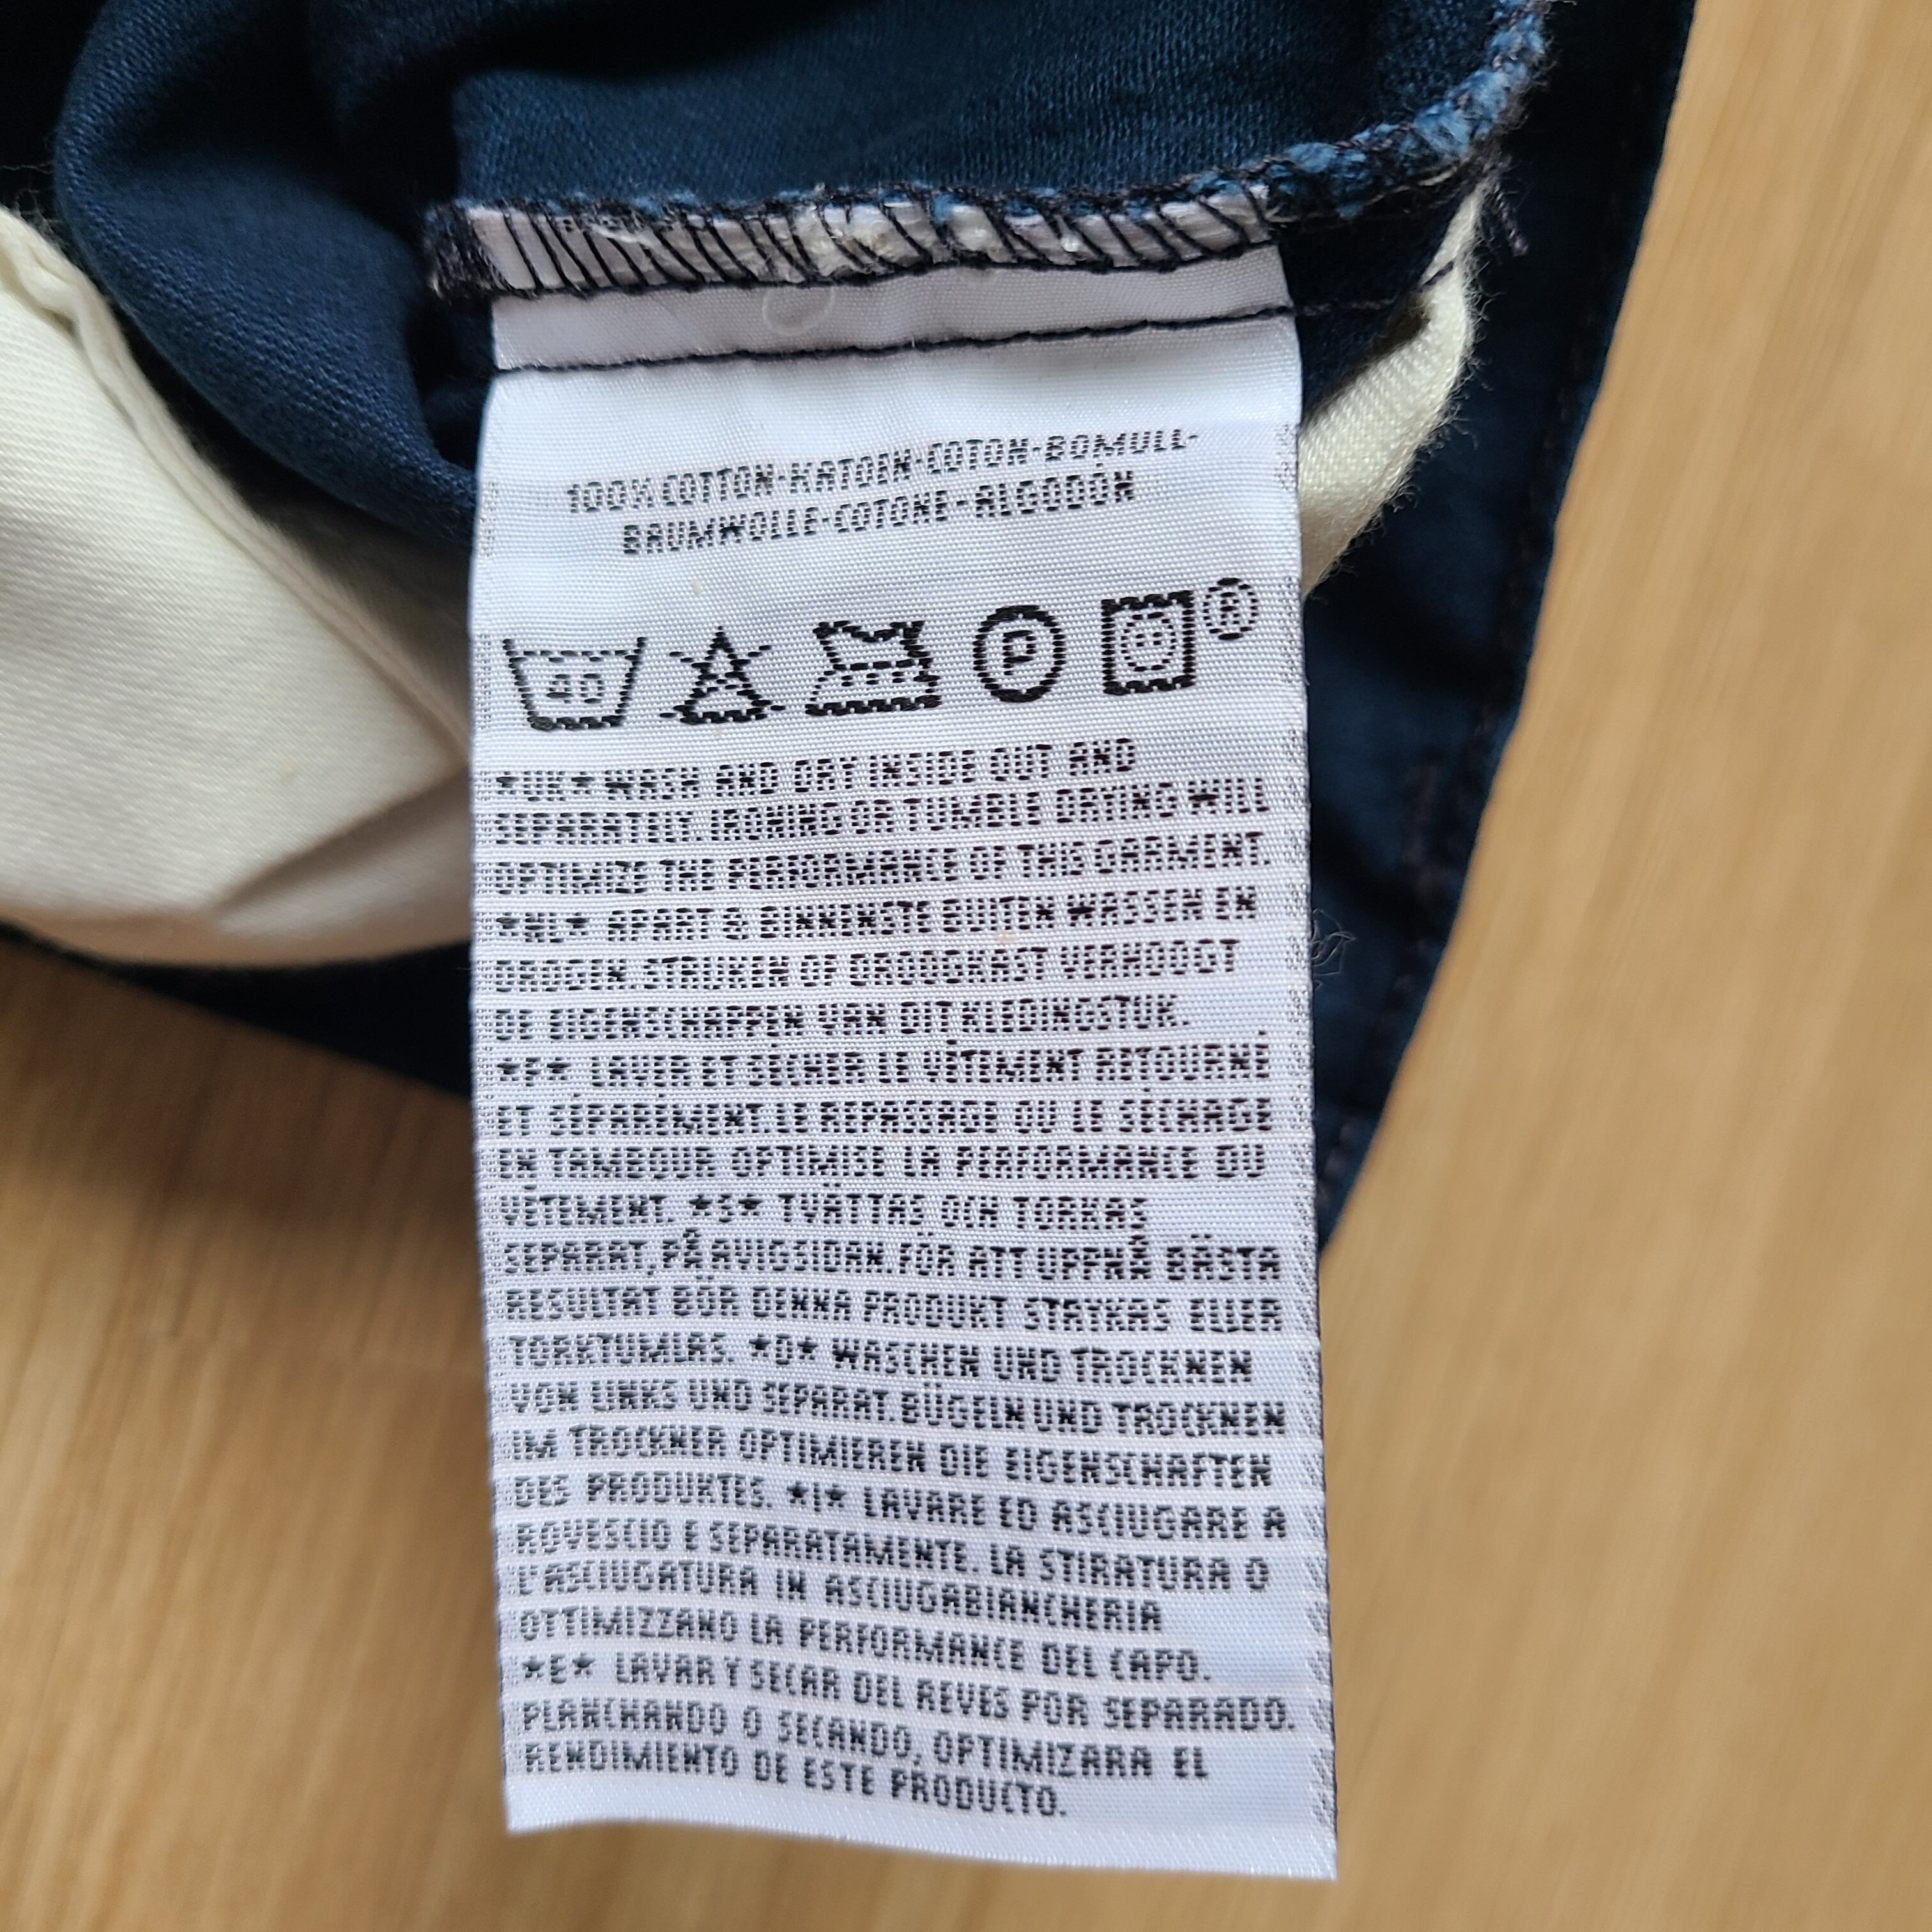 100% COTTON-KATOEN-COTON-BOMULL-
BAUMWOLLE-COTONE-ALGODÓN
40 P ®
*UK* WASH AND DRY INSIDE OUT AND
SEPARATELY. IRONING OR TUMBLE DRYING WILL
OPTIMIZE THE PERFORMANCE OF THIS GARMENT.
*NL* APART & BINNENSTE BUITEN WASSEN EN
DROGEN. STRIJKEN OF DROOGKAST VERHOOGT
DE EIGENSCHAPPEN VAN DIT KLEDINGSTUK.
*F* LAVER ET SÉCHER LE VÊTEMENT RETOURNÉ
ET SÉPARÉMENT. LE REPASSAGE OU LE SÉCHAGE
EN TAMBOUR OPTIMISE LA PERFORMANCE DU
VÊTEMENT. *S* TVÄTTAS OCH TORKAS
SEPARAT, PÅ AVIGSIDAN. FÖR ATT UPPNÅ BÄSTA
RESULTAT BÖR DENNA PRODUKT STRYKAS ELLER
TORKTUMLAS. *D* WASCHEN UND TROCKNEN
VON LINKS UND SEPARAT. BÜGELN UND TROCKNEN
IM TROCKNER OPTIMIEREN DIE EIGENSCHAFTEN
DES PRODUKTES. *I* LAVARE ED ASCIUGARE A
ROVESCIO E SEPARATAMENTE. LA STIRATURA O
L'ASCIUGATURA IN ASCIUGABIANCHERIA
OTTIMIZZANO LA PERFORMANCE DEL CAPO.
*E* LAVAR Y SECAR DEL REVES POR SEPARADO.
PLANCHANDO O SECANDO, OPTIMIZARA EL
RENDIMIENTO DE ESTE PRODUCTO.